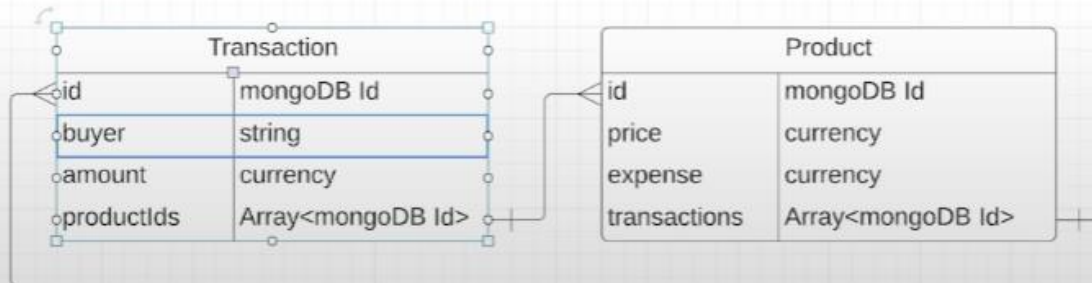 Transaction
id mongoDB Id
buyer string
amount currency
productIds Array<mongoDB Id>
Product
id mongoDB Id
price currency
expense currency
transactions Array<mongoDB Id>